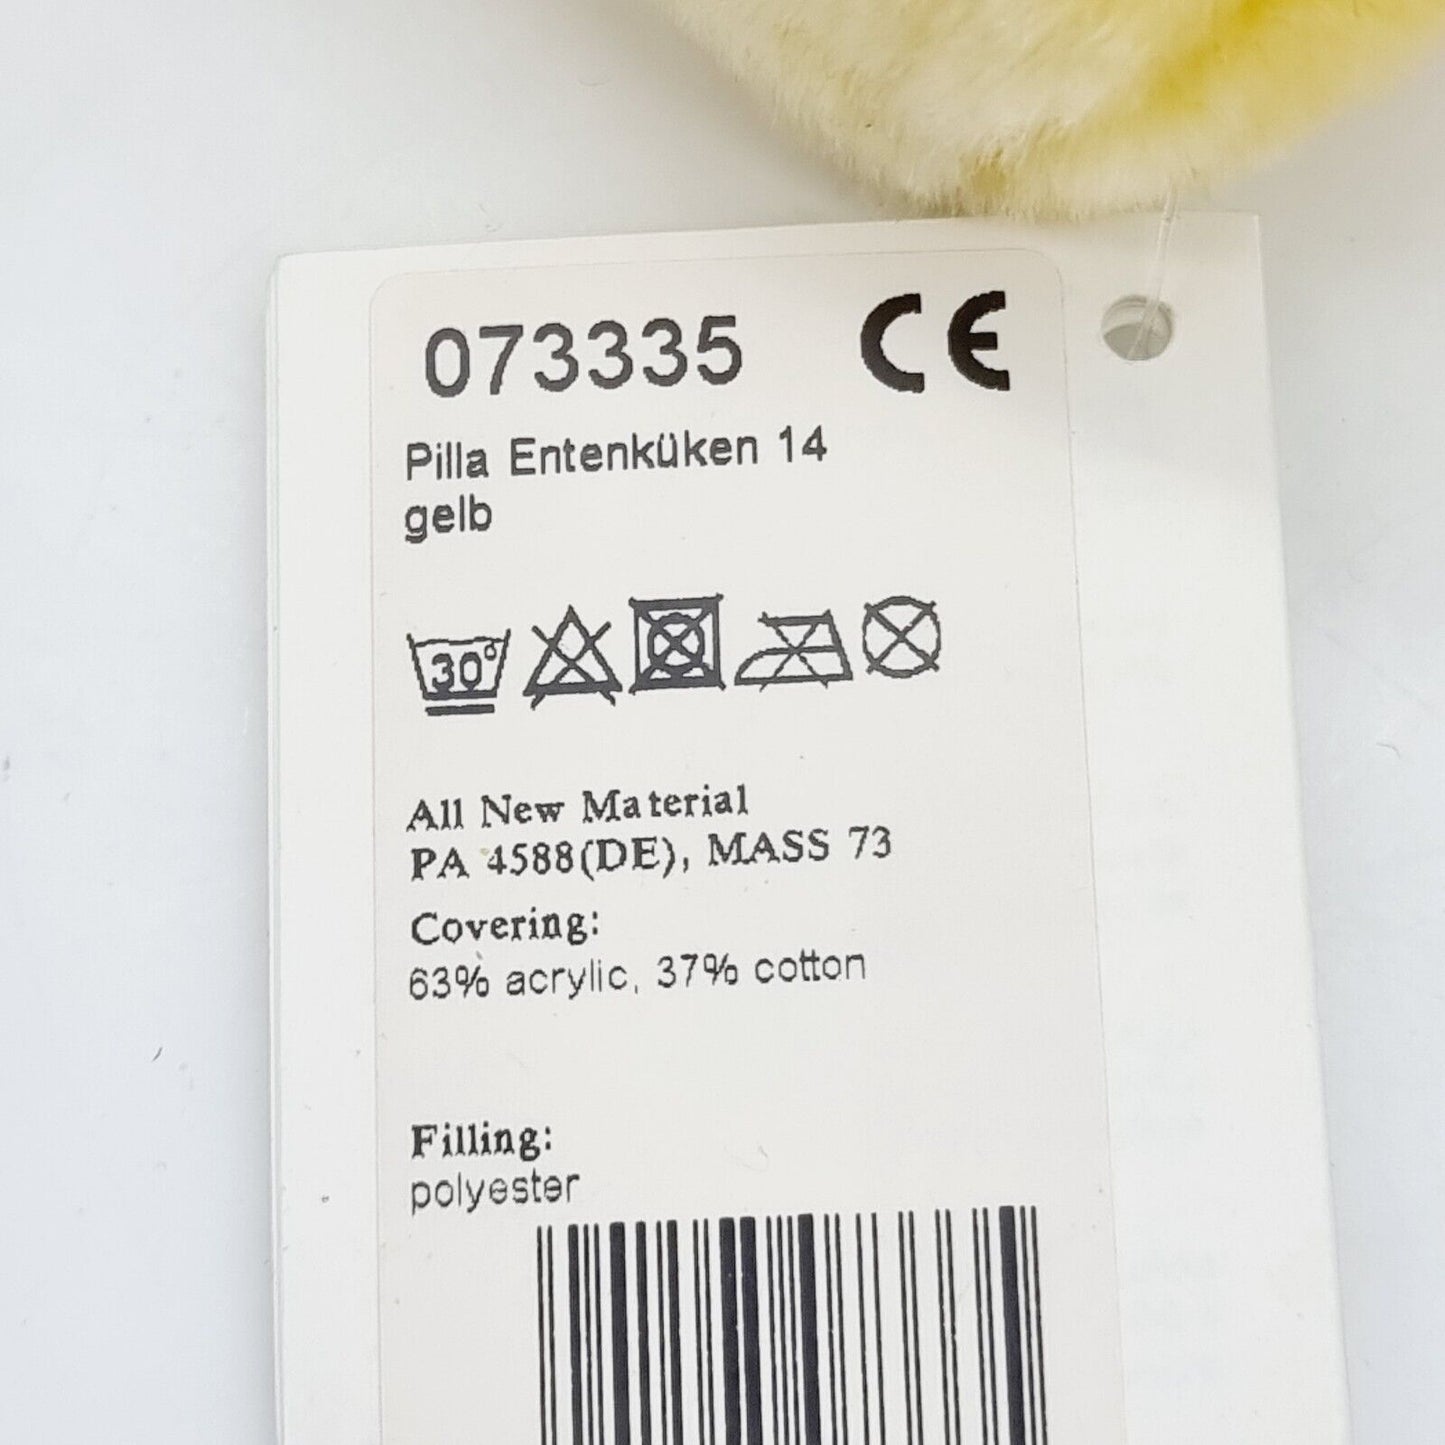 073335 CE
Pilla Entenküken 14
gelb
30°
All New Material
PA 4588(DE), MASS 73
Covering:
63% acrylic, 37% cotton
Filling:
polyester